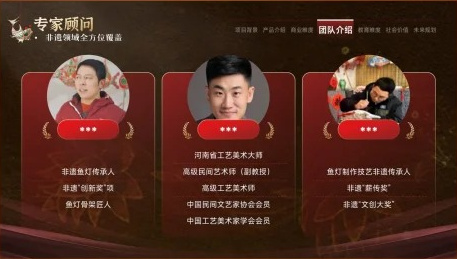 专家顾问
· 非遗领域全方位覆盖
项目背景 产品介绍 商业维度 团队介绍 教育维度 社会价值 未来规划
***
***
***
非遗鱼灯传承人
非遗“创新奖”项
鱼灯骨架匠人
河南省工艺美术大师
高级民间艺术师（副教授）
高级工艺美术师
中国民间文艺家协会会员
中国工艺美术家学会会员
鱼灯制作技艺非遗传承人
非遗“薪传奖”
非遗“文创大奖”